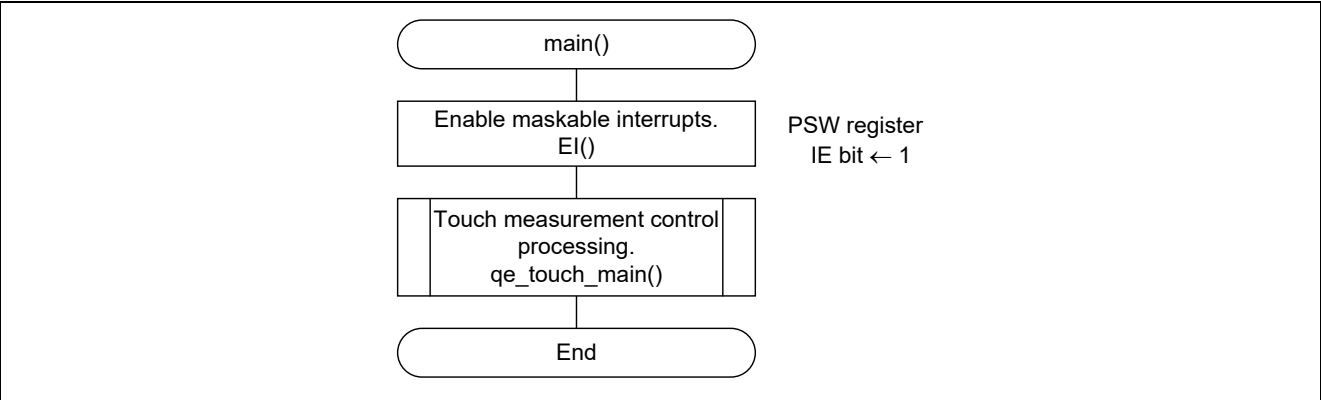 main()
Enable maskable interrupts.
EI()
PSW register
IE bit ← 1
Touch measurement control
processing.
qe_touch_main()
End